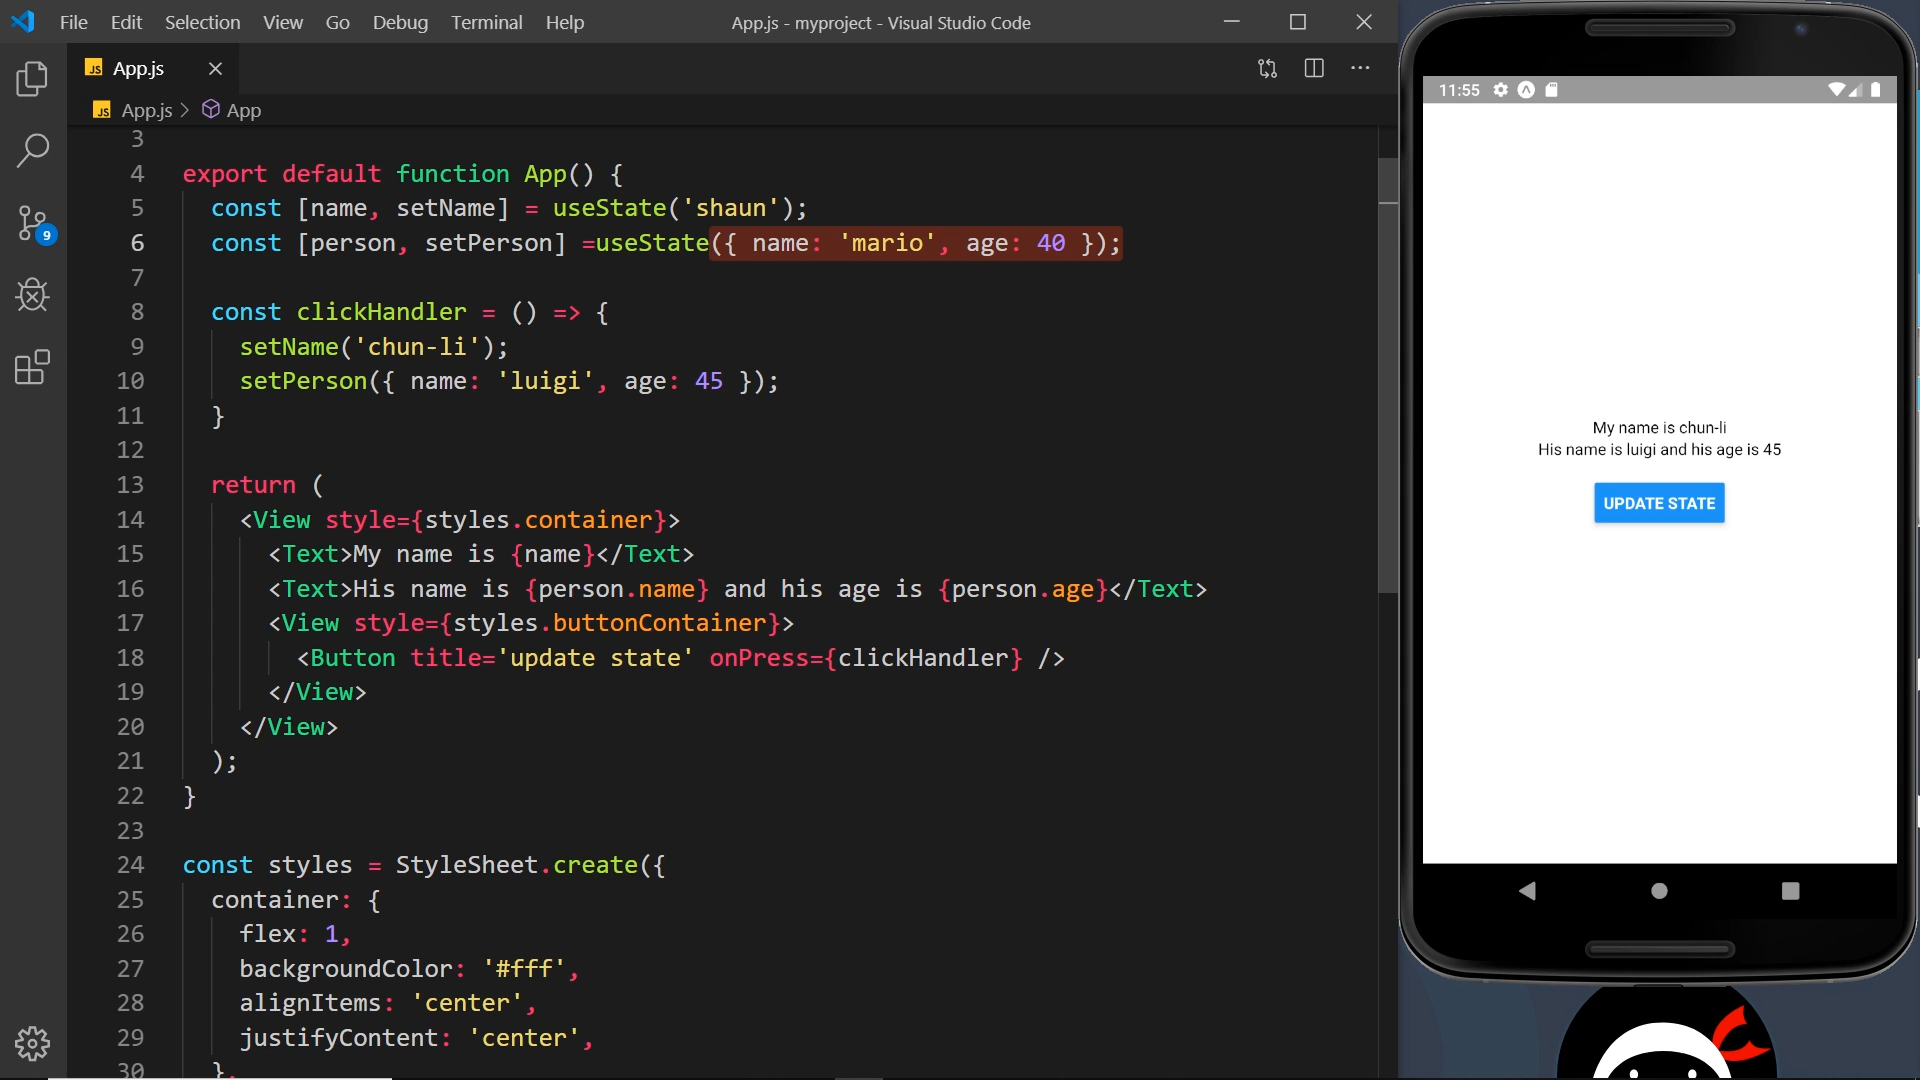 File Edit Selection View Go Debug Terminal Help
App.js - myproject - Visual Studio Code
JS App.js
JS App.js > App
3
4 export default function App() {
5 const [name, setName] = useState('shaun');
6 const [person, setPerson] =useState({ name: 'mario', age: 40 });
7
8 const clickHandler = () => {
9 setName('chun-li');
10 setPerson({ name: 'luigi', age: 45 });
11 }
12
13 return (
14 <View style={styles.container}>
15 <Text>My name is {name}</Text>
16 <Text>His name is {person.name} and his age is {person.age}</Text>
17 <View style={styles.buttonContainer}>
18 <Button title='update state' onPress={clickHandler} />
19 </View>
20 </View>
21 );
22 }
23
24 const styles = StyleSheet.create({
25 container: {
26 flex: 1,
27 backgroundColor: '#fff',
28 alignItems: 'center',
29 justifyContent: 'center',
30 },
9
11:55
My name is chun-li
His name is luigi and his age is 45
UPDATE STATE